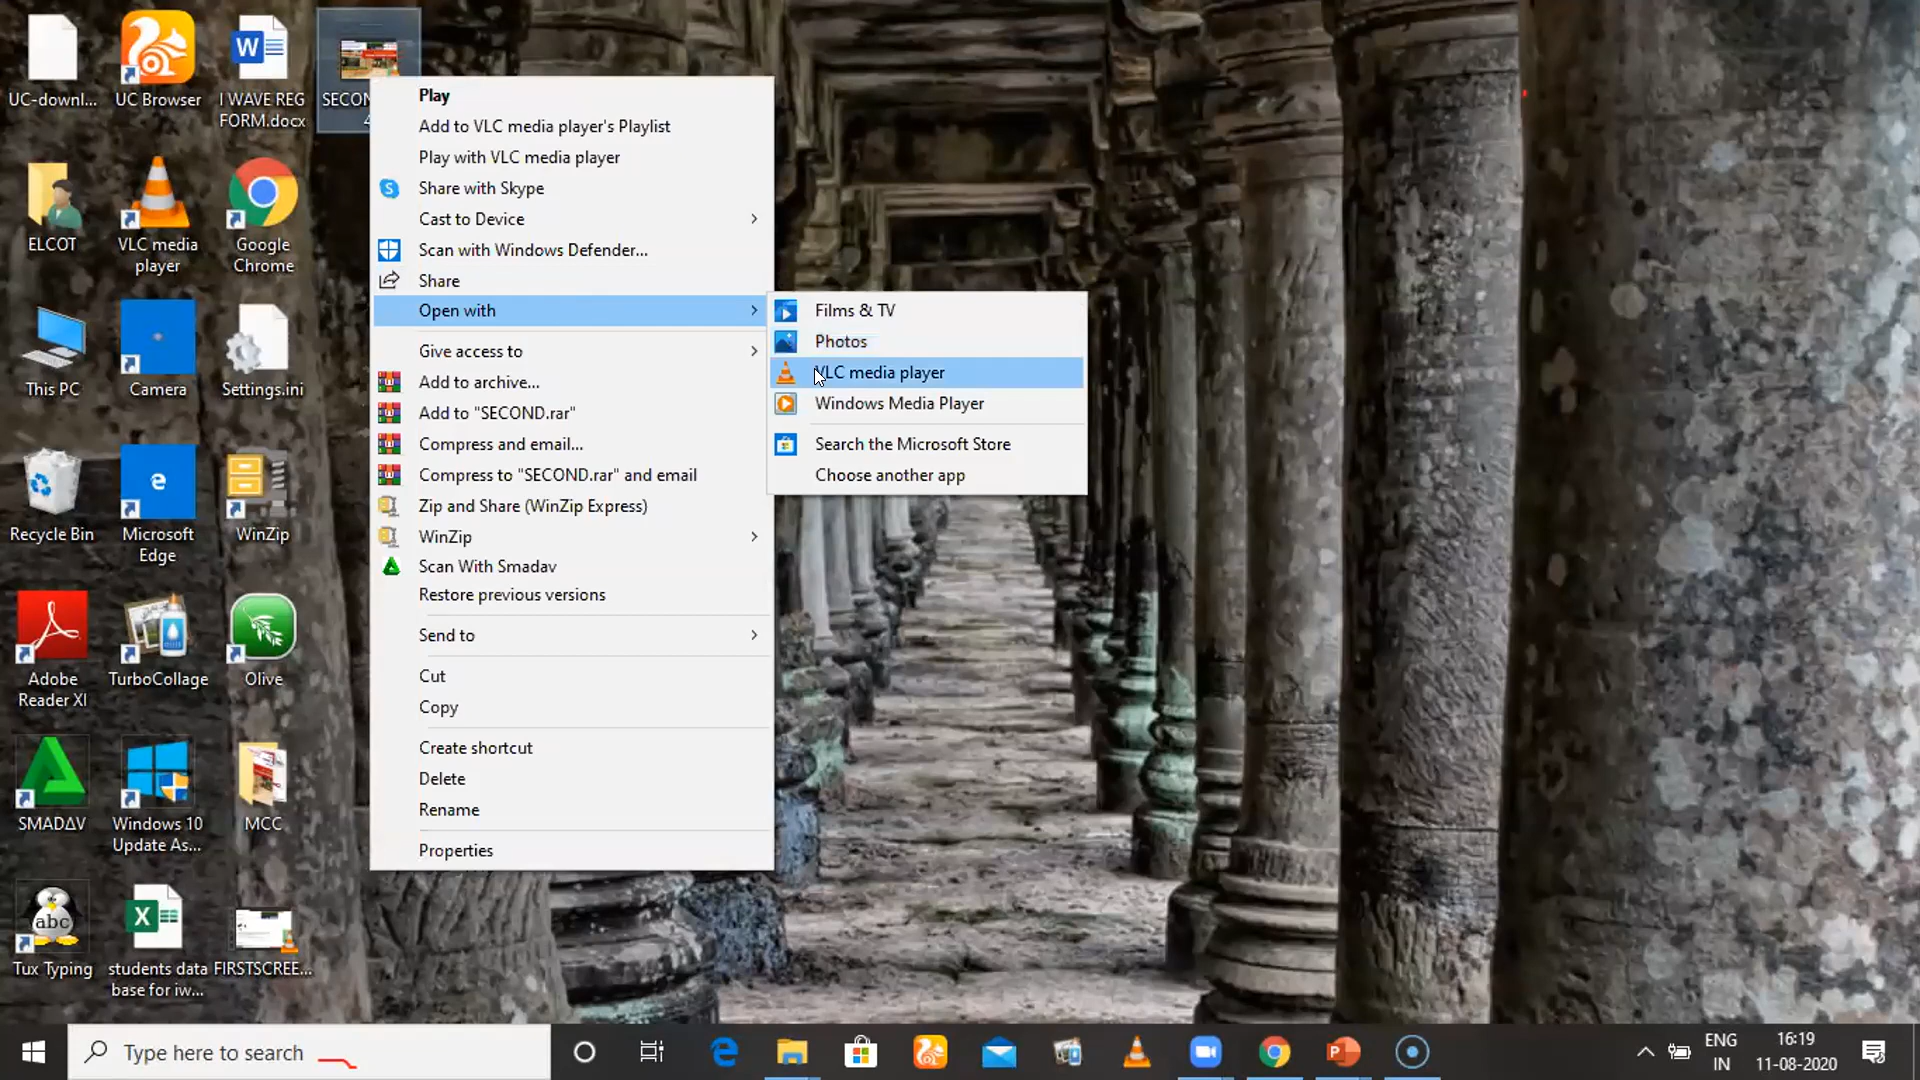 UC-downl...
UC Browser
I WAVE REG
FORM.docx
SECON
4
ELCOT
VLC media
player
Google
Chrome
This PC
Camera
Settings.ini
Recycle Bin
Microsoft
Edge
WinZip
Adobe
Reader XI
TurboCollage
Olive
SMADΔV
Windows 10
Update As...
MCC
abc
Tux Typing
students data
base for iw...
FIRSTSCREE...
Play
Add to VLC media player's Playlist
Play with VLC media player
Share with Skype
Cast to Device
Scan with Windows Defender...
Share
Open with
Give access to
Add to archive...
Add to "SECOND.rar"
Compress and email...
Compress to "SECOND.rar" and email
Zip and Share (WinZip Express)
WinZip
Scan With Smadav
Restore previous versions
Send to
Cut
Copy
Create shortcut
Delete
Rename
Properties
Films & TV
Photos
VLC media player
Windows Media Player
Search the Microsoft Store
Choose another app
Type here to search
ENG
IN
16:19
11-08-2020